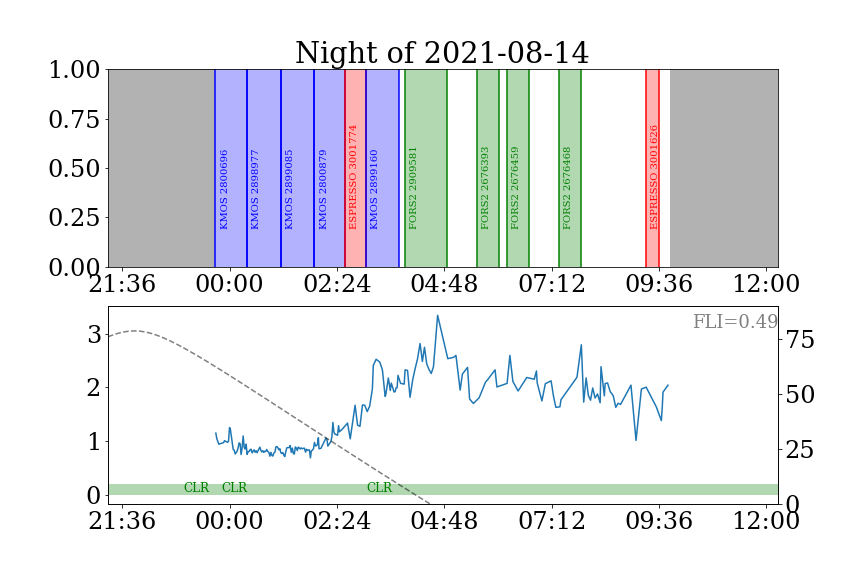 Night of 2021-08-14
1.00
0.75
0.50
0.25
0.00
KMOS 2800696
KMOS 2898977
KMOS 2899085
KMOS 2800879
ESPRESSO 3001774
KMOS 2899160
FORS2 2909581
FORS2 2676393
FORS2 2676459
FORS2 2676468
ESPRESSO 3001626
21:36 00:00 02:24 04:48 07:12 09:36 12:00
FLI=0.49
3
2
1
0
75
50
25
0
CLR CLR CLR
21:36 00:00 02:24 04:48 07:12 09:36 12:00